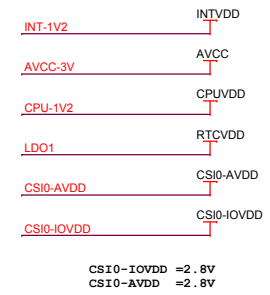 INTVDD
INT-1V2
AVCC
AVCC-3V
CPUVDD
CPU-1V2
RTCVDD
LDO1
CSI0-AVDD
CSI0-AVDD
CSI0-IOVDD
CSI0-IOVDD
CSI0-IOVDD =2.8V
CSI0-AVDD =2.8V